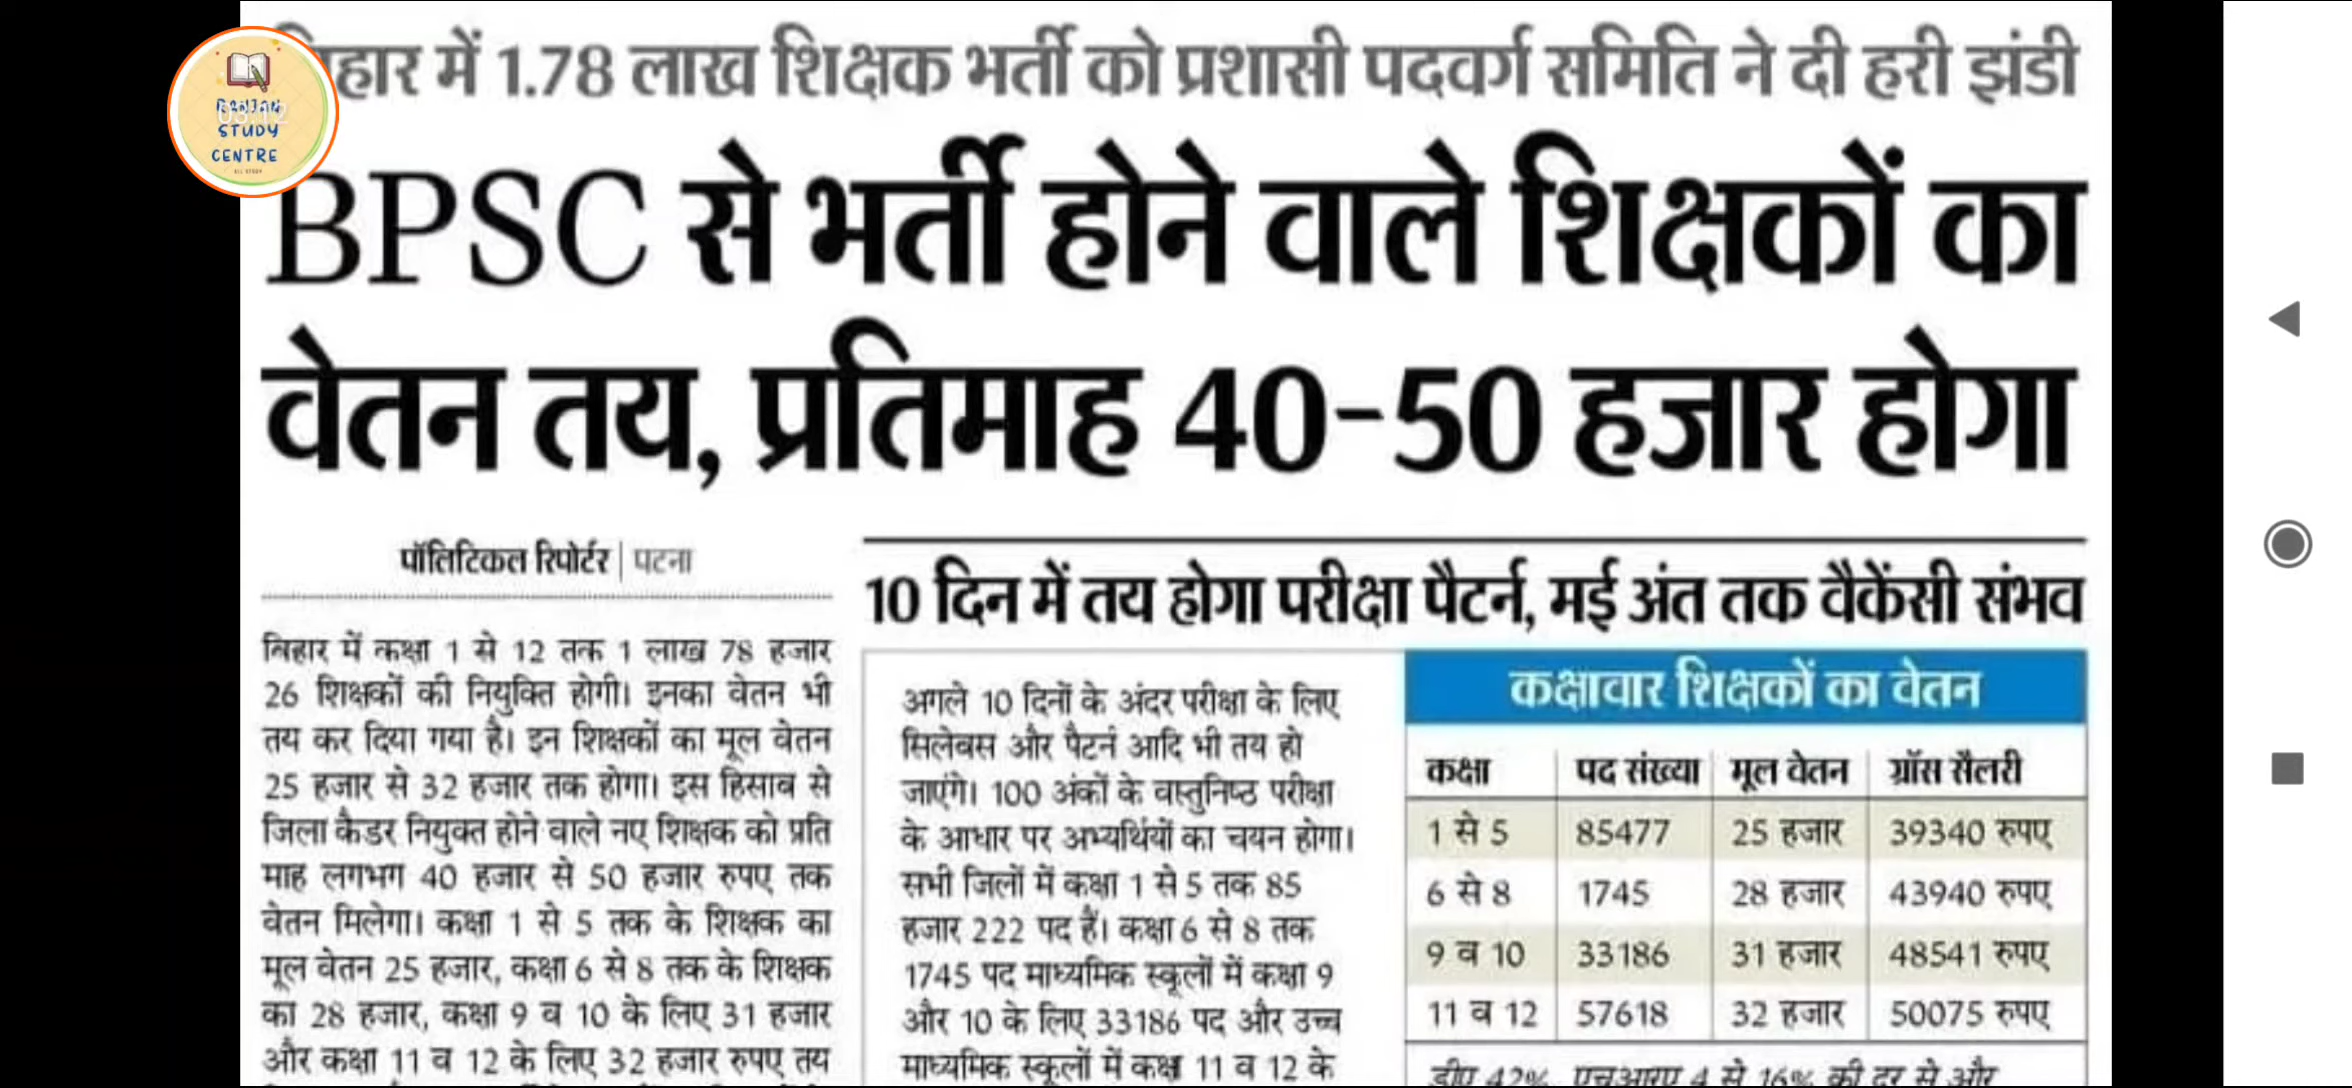 बिहार में 1.78 लाख शिक्षक भर्ती को प्रशासी पदवर्ग समिति ने दी हरी झंडी
STUDY
CENTRE
BPSC से भर्ती होने वाले शिक्षकों का
वेतन तय, प्रतिमाह 40-50 हजार होगा
पॉलिटिकल रिपोर्टर | पटना
बिहार में कक्षा 1 से 12 तक 1 लाख 78 हजार
26 शिक्षकों की नियुक्ति होगी। इनका वेतन भी
तय कर दिया गया है। इन शिक्षकों का मूल वेतन
25 हजार से 32 हजार तक होगा। इस हिसाब से
जिला कैडर नियुक्त होने वाले नए शिक्षक को प्रति
माह लगभग 40 हजार से 50 हजार रुपए तक
वेतन मिलेगा। कक्षा 1 से 5 तक के शिक्षक का
मूल वेतन 25 हजार, कक्षा 6 से 8 तक के शिक्षक
का 28 हजार, कक्षा 9 व 10 के लिए 31 हजार
और कक्षा 11 व 12 के लिए 32 हजार रुपए तय
10 दिन में तय होगा परीक्षा पैटर्न, मई अंत तक वैकेंसी संभव
अगले 10 दिनों के अंदर परीक्षा के लिए
सिलेबस और पैटर्न आदि भी तय हो
जाएंगे। 100 अंकों के वास्तुनिष्ठ परीक्षा
के आधार पर अभ्यर्थियों का चयन होगा।
सभी जिलों में कक्षा 1 से 5 तक 85
हजार 222 पद हैं। कक्षा 6 से 8 तक
1745 पद माध्यमिक स्कूलों में कक्षा 9
और 10 के लिए 33186 पद और उच्च
माध्यमिक स्कूलों में कक्षा 11 व 12 के
कक्षावार शिक्षकों का वेतन
कक्षा पद संख्या मूल वेतन ग्रॉस सैलरी
1 से 5 85477 25 हजार 39340 रुपए
6 से 8 1745 28 हजार 43940 रुपए
9 व 10 33186 31 हजार 48541 रुपए
11 व 12 57618 32 हजार 50075 रुपए
डीए 42%, एचआरए 4 से 16% की दर से और